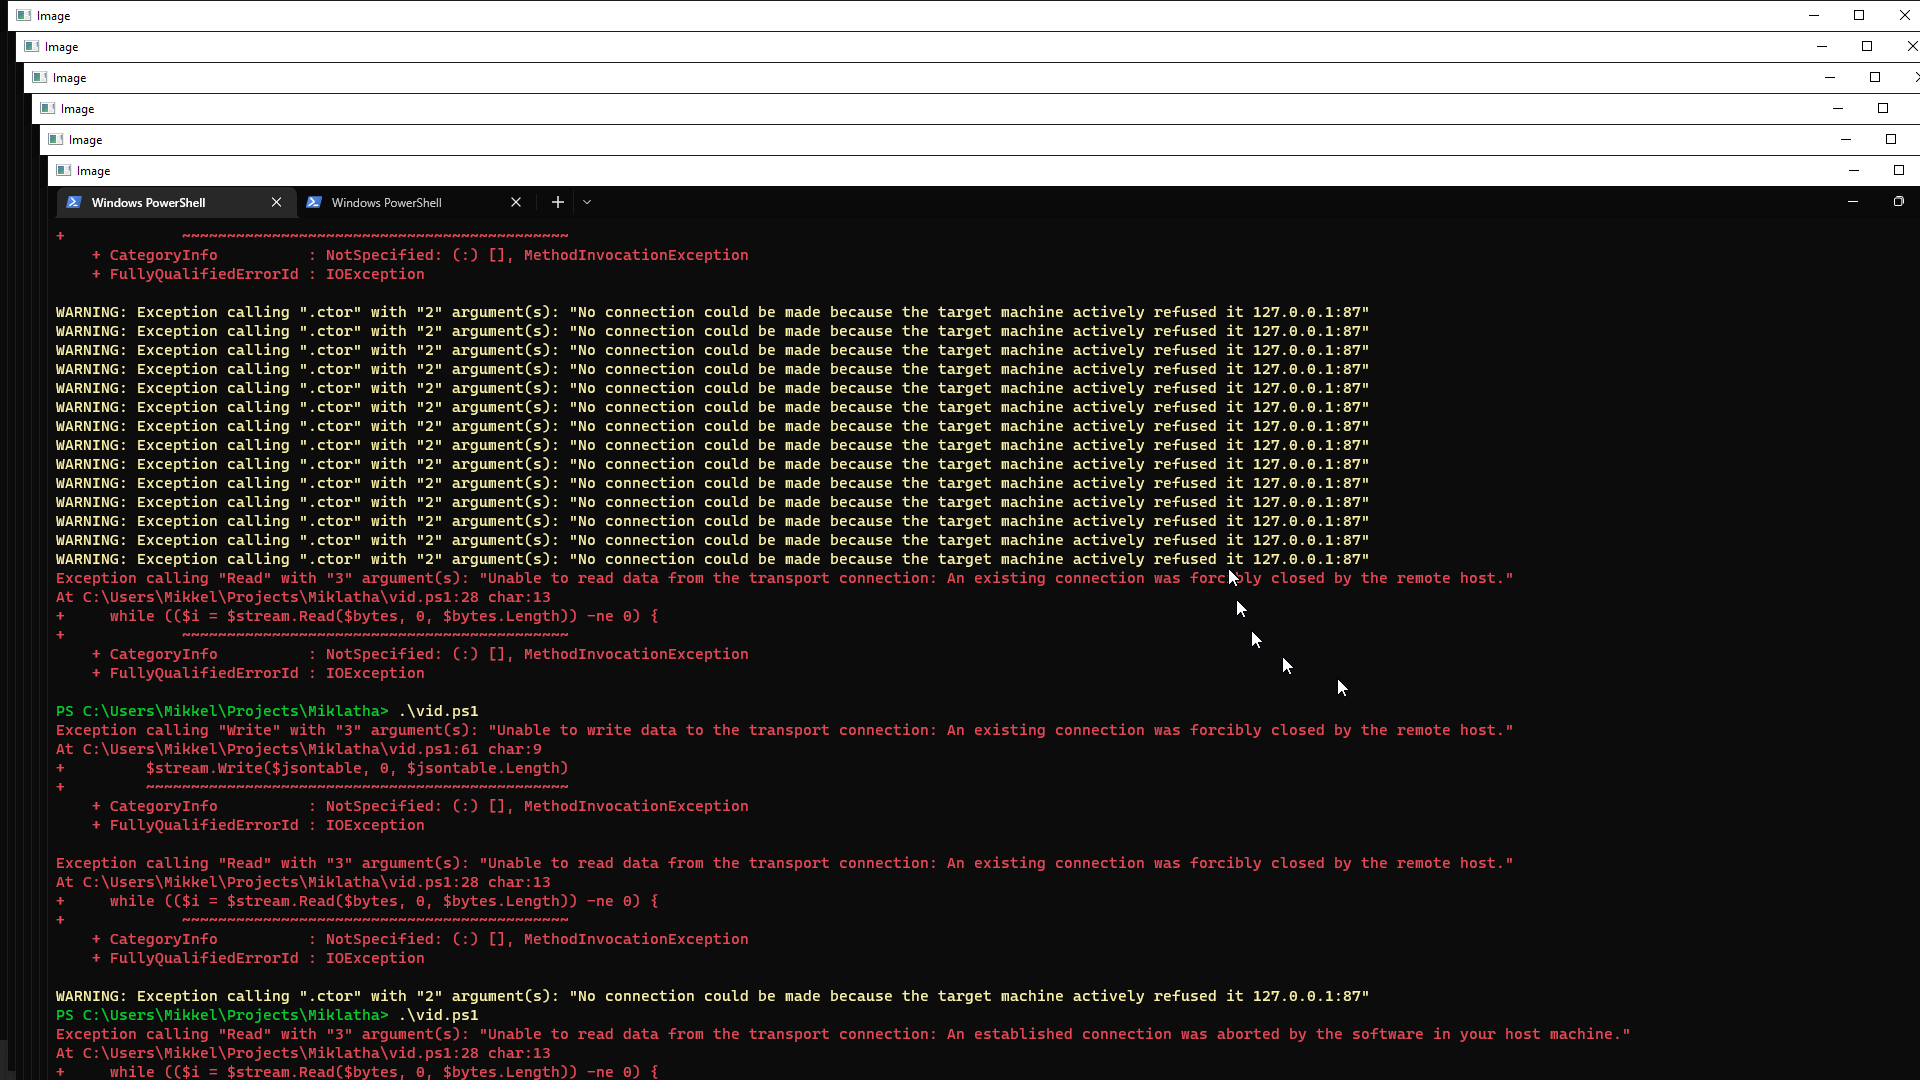 Image
Image
Image
Image
Image
Image
Windows PowerShell Windows PowerShell
+ ~~~~~~~~~~~~~~~~~~~~~~~~~~~~~~~~~~~~~~~~~~~
+ CategoryInfo : NotSpecified: (:) [], MethodInvocationException
+ FullyQualifiedErrorId : IOException
WARNING: Exception calling ".ctor" with "2" argument(s): "No connection could be made because the target machine actively refused it 127.0.0.1:87"
WARNING: Exception calling ".ctor" with "2" argument(s): "No connection could be made because the target machine actively refused it 127.0.0.1:87"
WARNING: Exception calling ".ctor" with "2" argument(s): "No connection could be made because the target machine actively refused it 127.0.0.1:87"
WARNING: Exception calling ".ctor" with "2" argument(s): "No connection could be made because the target machine actively refused it 127.0.0.1:87"
WARNING: Exception calling ".ctor" with "2" argument(s): "No connection could be made because the target machine actively refused it 127.0.0.1:87"
WARNING: Exception calling ".ctor" with "2" argument(s): "No connection could be made because the target machine actively refused it 127.0.0.1:87"
WARNING: Exception calling ".ctor" with "2" argument(s): "No connection could be made because the target machine actively refused it 127.0.0.1:87"
WARNING: Exception calling ".ctor" with "2" argument(s): "No connection could be made because the target machine actively refused it 127.0.0.1:87"
WARNING: Exception calling ".ctor" with "2" argument(s): "No connection could be made because the target machine actively refused it 127.0.0.1:87"
WARNING: Exception calling ".ctor" with "2" argument(s): "No connection could be made because the target machine actively refused it 127.0.0.1:87"
WARNING: Exception calling ".ctor" with "2" argument(s): "No connection could be made because the target machine actively refused it 127.0.0.1:87"
WARNING: Exception calling ".ctor" with "2" argument(s): "No connection could be made because the target machine actively refused it 127.0.0.1:87"
WARNING: Exception calling ".ctor" with "2" argument(s): "No connection could be made because the target machine actively refused it 127.0.0.1:87"
WARNING: Exception calling ".ctor" with "2" argument(s): "No connection could be made because the target machine actively refused it 127.0.0.1:87"
Exception calling "Read" with "3" argument(s): "Unable to read data from the transport connection: An existing connection was forcibly closed by the remote host."
At C:\Users\Mikkel\Projects\Miklatha\vid.ps1:28 char:13
+ while (($i = $stream.Read($bytes, 0, $bytes.Length)) -ne 0) {
+ ~~~~~~~~~~~~~~~~~~~~~~~~~~~~~~~~~~~~~~~~~~~
+ CategoryInfo : NotSpecified: (:) [], MethodInvocationException
+ FullyQualifiedErrorId : IOException
PS C:\Users\Mikkel\Projects\Miklatha> .\vid.ps1
Exception calling "Write" with "3" argument(s): "Unable to write data to the transport connection: An existing connection was forcibly closed by the remote host."
At C:\Users\Mikkel\Projects\Miklatha\vid.ps1:61 char:9
+ $stream.Write($jsontable, 0, $jsontable.Length)
+ ~~~~~~~~~~~~~~~~~~~~~~~~~~~~~~~~~~~~~~~~~~~~~~~
+ CategoryInfo : NotSpecified: (:) [], MethodInvocationException
+ FullyQualifiedErrorId : IOException
Exception calling "Read" with "3" argument(s): "Unable to read data from the transport connection: An existing connection was forcibly closed by the remote host."
At C:\Users\Mikkel\Projects\Miklatha\vid.ps1:28 char:13
+ while (($i = $stream.Read($bytes, 0, $bytes.Length)) -ne 0) {
+ ~~~~~~~~~~~~~~~~~~~~~~~~~~~~~~~~~~~~~~~~~~~
+ CategoryInfo : NotSpecified: (:) [], MethodInvocationException
+ FullyQualifiedErrorId : IOException
WARNING: Exception calling ".ctor" with "2" argument(s): "No connection could be made because the target machine actively refused it 127.0.0.1:87"
PS C:\Users\Mikkel\Projects\Miklatha> .\vid.ps1
Exception calling "Read" with "3" argument(s): "Unable to read data from the transport connection: An established connection was aborted by the software in your host machine."
At C:\Users\Mikkel\Projects\Miklatha\vid.ps1:28 char:13
+ while (($i = $stream.Read($bytes, 0, $bytes.Length)) -ne 0) {